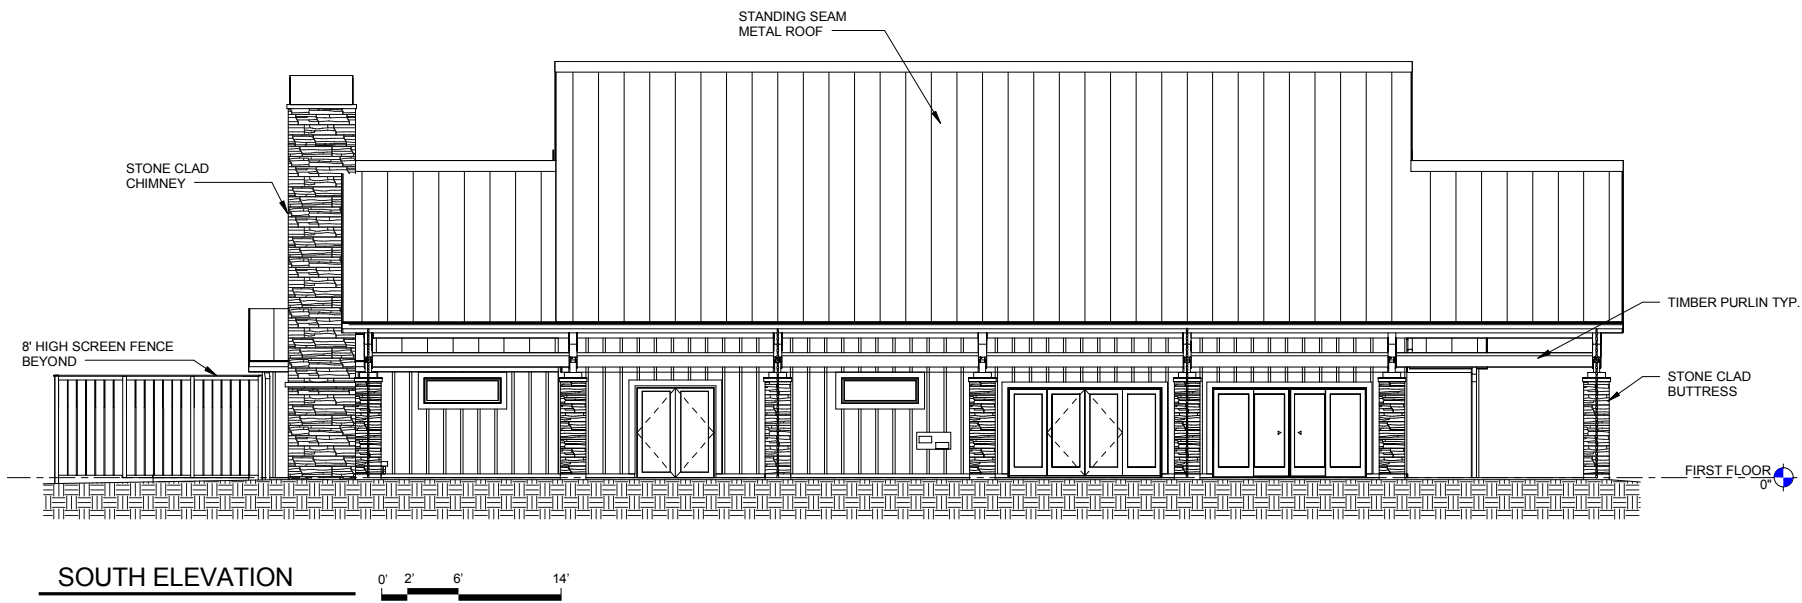 STANDING SEAM
METAL ROOF
STONE CLAD
CHIMNEY
TIMBER PURLIN TYP.
8' HIGH SCREEN FENCE
BEYOND
STONE CLAD
BUTTRESS
FIRST FLOOR
0"
SOUTH ELEVATION
0' 2' 6' 14'